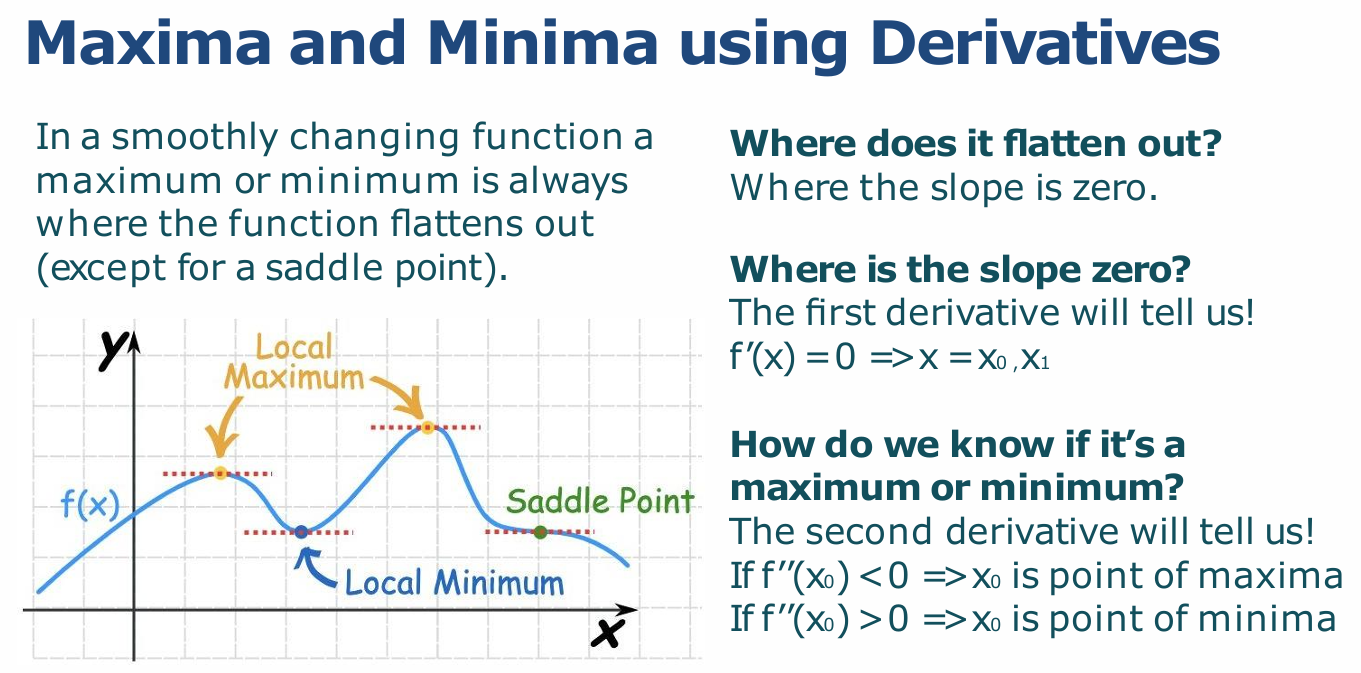 Maxima and Minima using Derivatives
In a smoothly changing function a
maximum or minimum is always
where the function flattens out
(except for a saddle point).
y
Local
Maximum
f(x)
Saddle Point
Local Minimum
x
Where does it flatten out?
Where the slope is zero.
Where is the slope zero?
The first derivative will tell us!
f′(x) = 0 => x = x₀ , x₁
How do we know if it’s a
maximum or minimum?
The second derivative will tell us!
If f″(x₀) < 0 => x₀ is point of maxima
If f″(x₀) > 0 => x₀ is point of minima